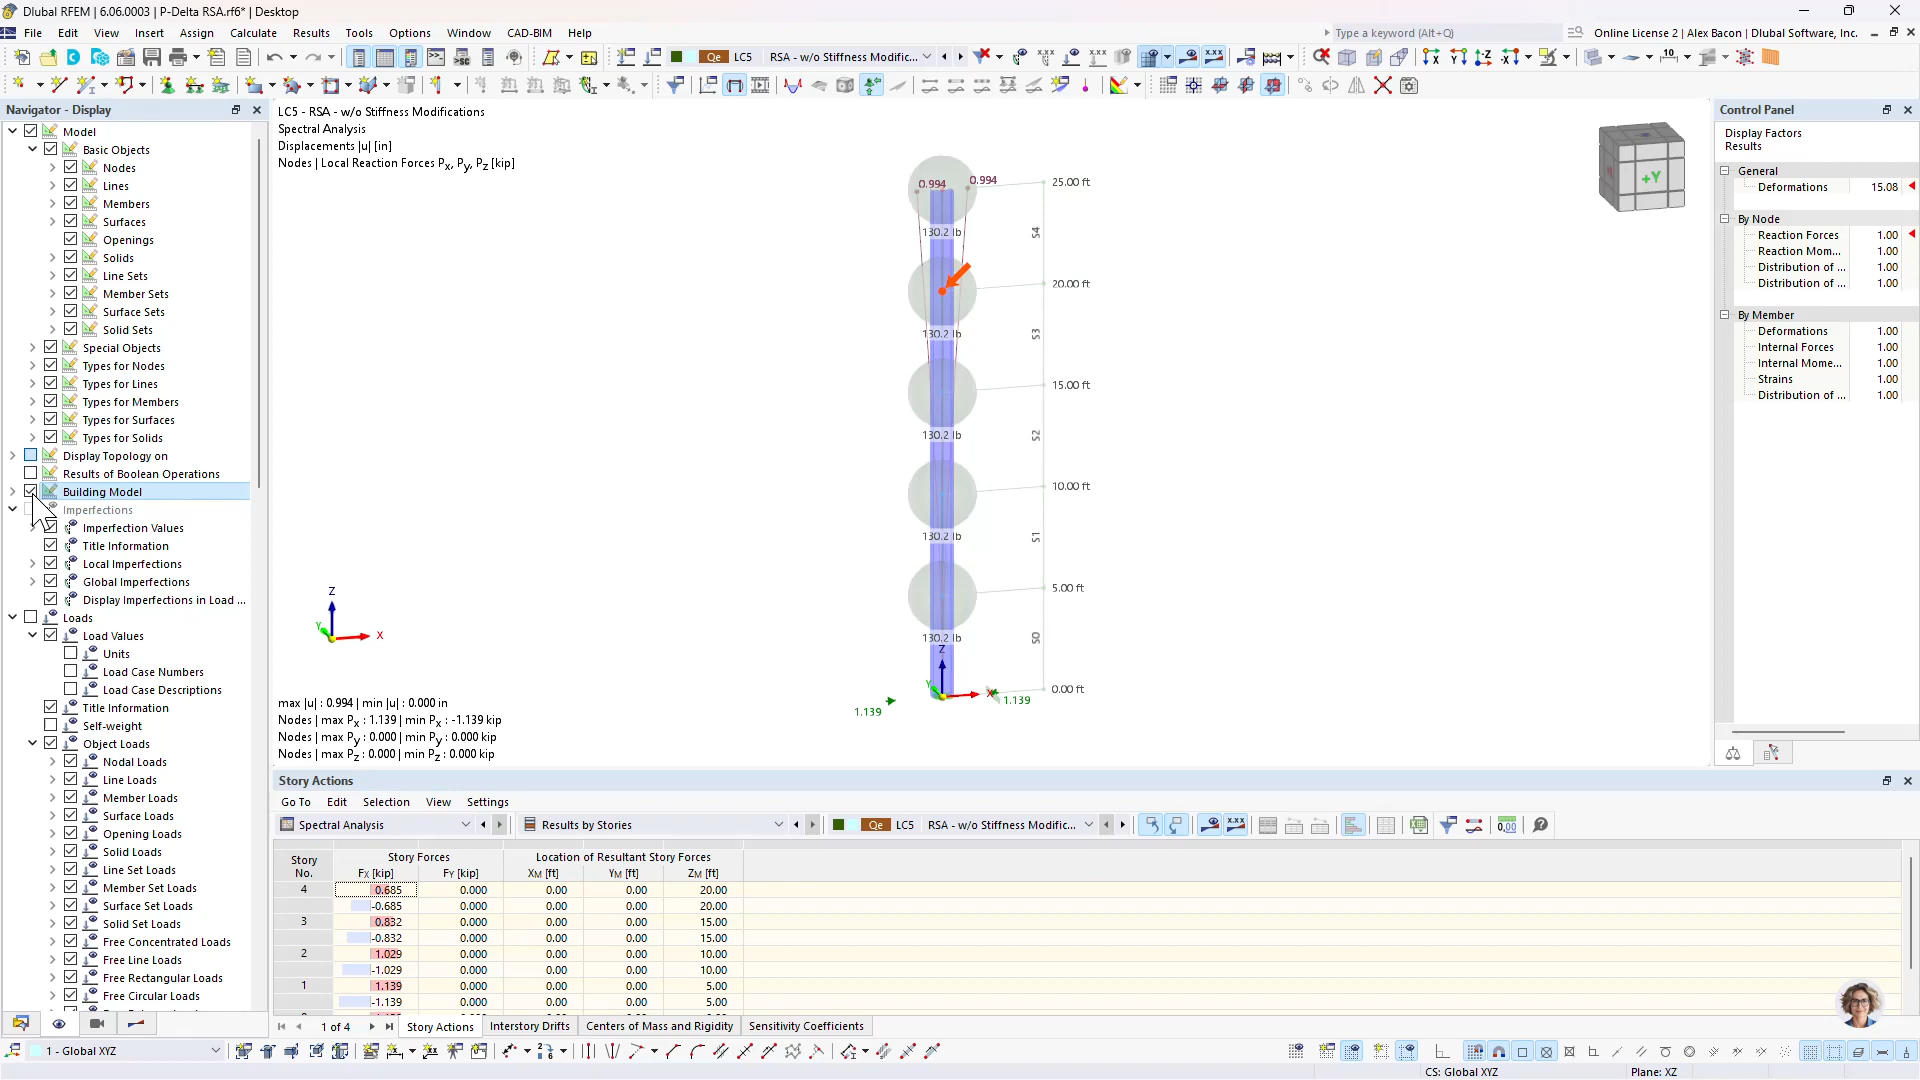 Dlubal RFEM | 6.06.0003 | P-Delta RSA.rf6* | Desktop
File Edit View Insert Assign Calculate Results Tools Options Window CAD-BIM Help
Type a keyword (Alt+Q)
Online License 2 | Alex Bacon | Dlubal Software, Inc.
Qe LC5 RSA - w/o Stiffness Modific...
Navigator - Display
Model
Basic Objects
Nodes
Lines
Members
Surfaces
Openings
Solids
Line Sets
Member Sets
Surface Sets
Solid Sets
Special Objects
Types for Nodes
Types for Lines
Types for Members
Types for Surfaces
Types for Solids
Display Topology on
Results of Boolean Operations
Building Model
Imperfections
Imperfection Values
Title Information
Local Imperfections
Global Imperfections
Display Imperfections in Load ...
Loads
Load Values
Units
Load Case Numbers
Load Case Descriptions
Title Information
Self-weight
Object Loads
Nodal Loads
Line Loads
Member Loads
Surface Loads
Opening Loads
Solid Loads
Line Set Loads
Member Set Loads
Surface Set Loads
Solid Set Loads
Free Concentrated Loads
Free Line Loads
Free Rectangular Loads
Free Circular Loads
1 - Global XYZ
LC5 - RSA - w/o Stiffness Modifications
Spectral Analysis
Displacements |u| [in]
Nodes | Local Reaction Forces Px, Py, Pz [kip]
0.994 0.994
25.00 ft
130.2 lb S4
20.00 ft
130.2 lb S3
15.00 ft
130.2 lb S2
10.00 ft
130.2 lb S1
5.00 ft
130.2 lb S0
Z
Y X
0.00 ft
1.139 1.139
Z
Y X
+Y
max |u| : 0.994 | min |u| : 0.000 in
Nodes | max Px : 1.139 | min Px : -1.139 kip
Nodes | max Py : 0.000 | min Py : 0.000 kip
Nodes | max Pz : 0.000 | min Pz : 0.000 kip
Control Panel
Display Factors
Results
General
Deformations 15.08
By Node
Reaction Forces 1.00
Reaction Mom... 1.00
Distribution of ... 1.00
Distribution of ... 1.00
By Member
Deformations 1.00
Internal Forces 1.00
Internal Mome... 1.00
Strains 1.00
Distribution of ... 1.00
Story Actions
Go To Edit Selection View Settings
Spectral Analysis Results by Stories Qe LC5 RSA - w/o Stiffness Modific...
Story No. Story Forces Location of Resultant Story Forces
FX [kip] FY [kip] XM [ft] YM [ft] ZM [ft]
4 0.685 0.000 0.00 0.00 20.00
-0.685 0.000 0.00 0.00 20.00
3 0.832 0.000 0.00 0.00 15.00
-0.832 0.000 0.00 0.00 15.00
2 1.029 0.000 0.00 0.00 10.00
-1.029 0.000 0.00 0.00 10.00
1 1.139 0.000 0.00 0.00 5.00
-1.139 0.000 0.00 0.00 5.00
1 of 4 Story Actions Interstory Drifts Centers of Mass and Rigidity Sensitivity Coefficients
CS: Global XYZ Plane: XZ